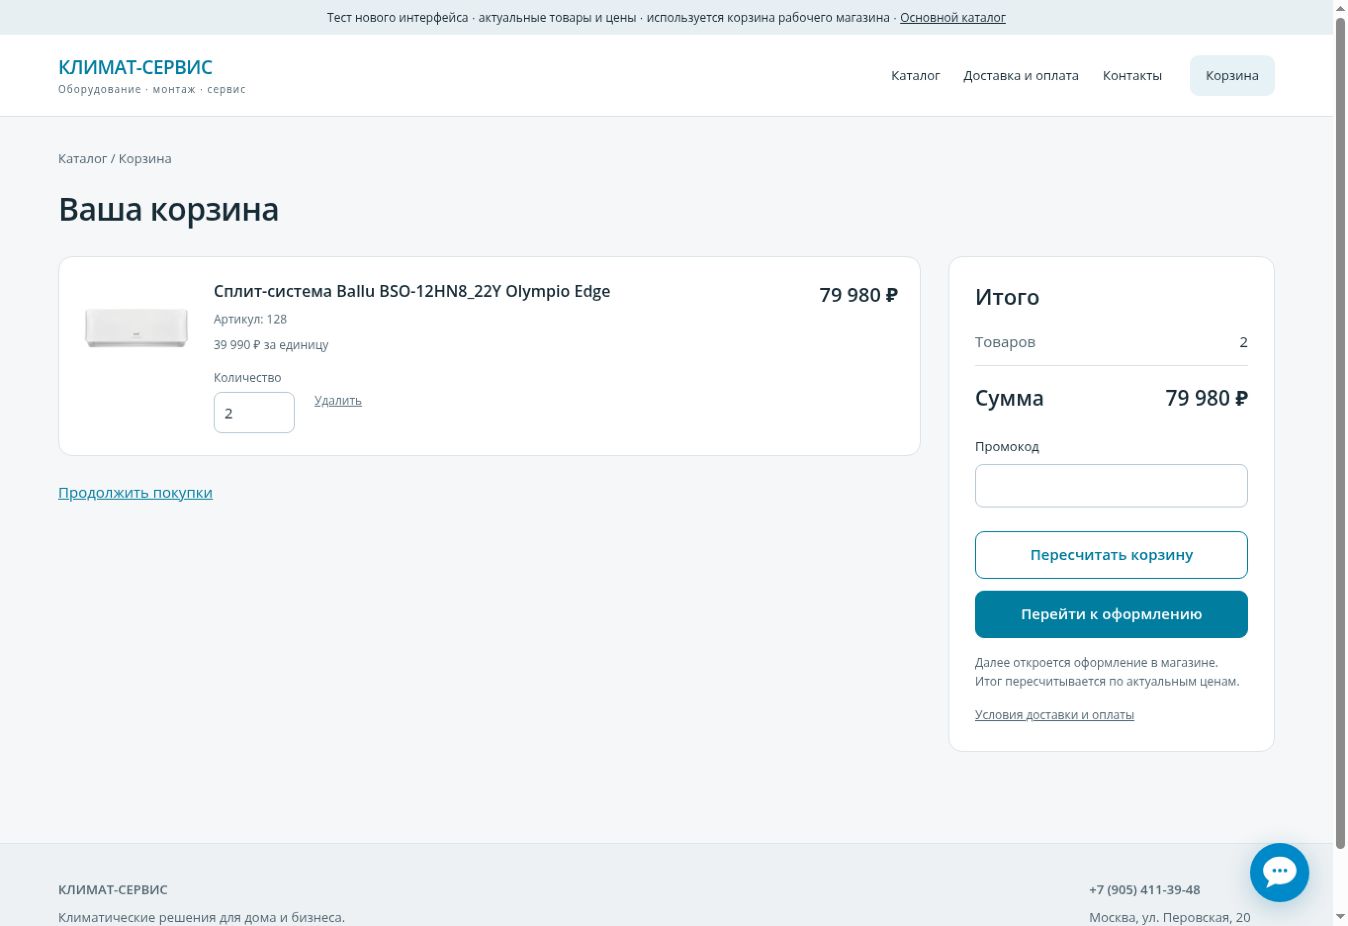 Тест нового интерфейса · актуальные товары и цены · используется корзина рабочего магазина · Основной каталог
КЛИМАТ-СЕРВИС
Оборудование · монтаж · сервис
Каталог
Доставка и оплата
Контакты
Корзина
Каталог / Корзина
Ваша корзина
Сплит-система Ballu BSO-12HN8_22Y Olympio Edge
79 980 ₽
Артикул: 128
39 990 ₽ за единицу
Количество
2
Удалить
Продолжить покупки
Итого
Товаров 2
Сумма 79 980 ₽
Промокод
Пересчитать корзину
Перейти к оформлению
Далее откроется оформление в магазине.
Итог пересчитывается по актуальным ценам.
Условия доставки и оплаты
КЛИМАТ-СЕРВИС
Климатические решения для дома и бизнеса.
+7 (905) 411-39-48
Москва, ул. Перовская, 20